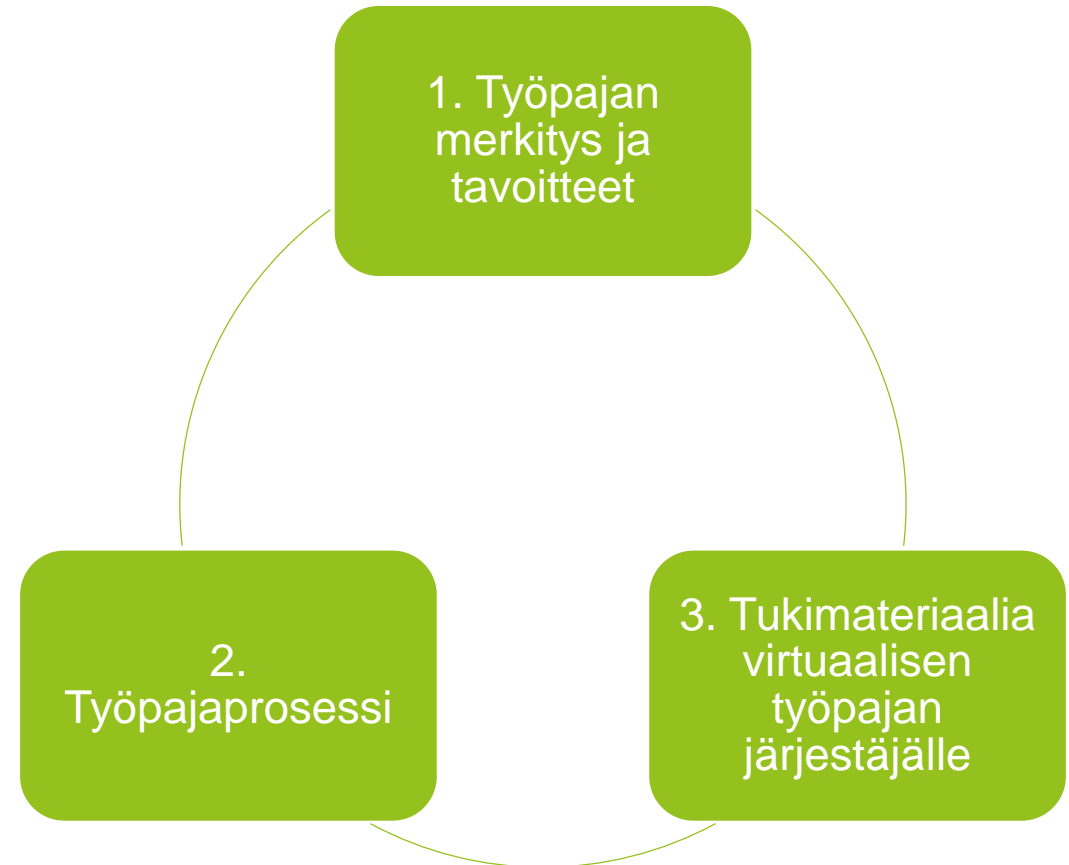 1. Työpajan
merkitys ja
tavoitteet
2.
Työpajaprosessi
3. Tukimateriaalia
virtuaalisen
työpajan
järjestäjälle